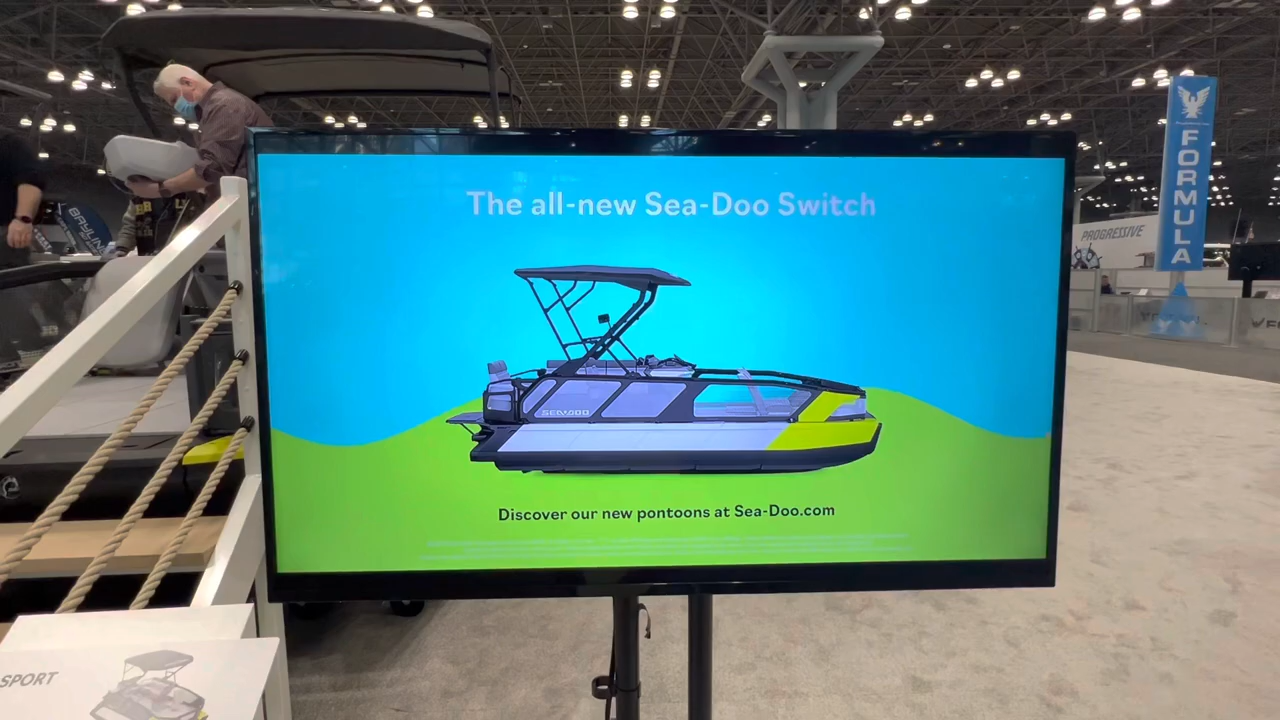 The all-new Sea-Doo Switch
SEA-DOO
Discover our new pontoons at Sea-Doo.com
FORMULA
PROGRESSIVE
SPORT